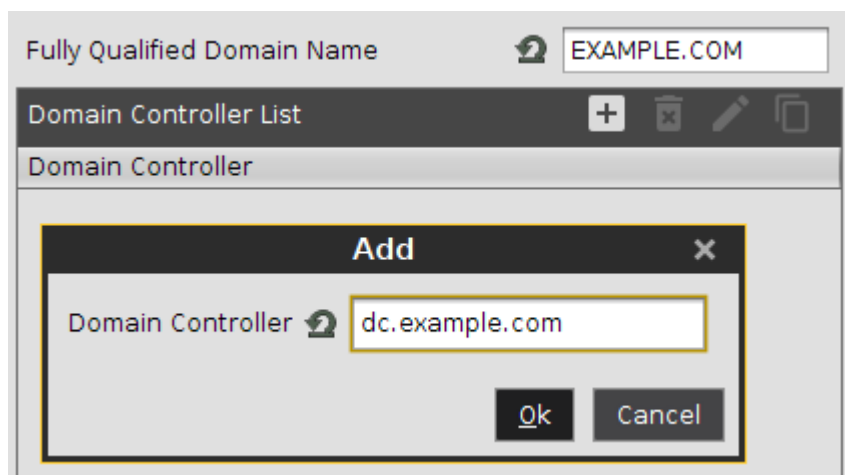 Fully Qualified Domain Name EXAMPLE.COM
Domain Controller List
Domain Controller
Add
Domain Controller dc.example.com
Ok Cancel